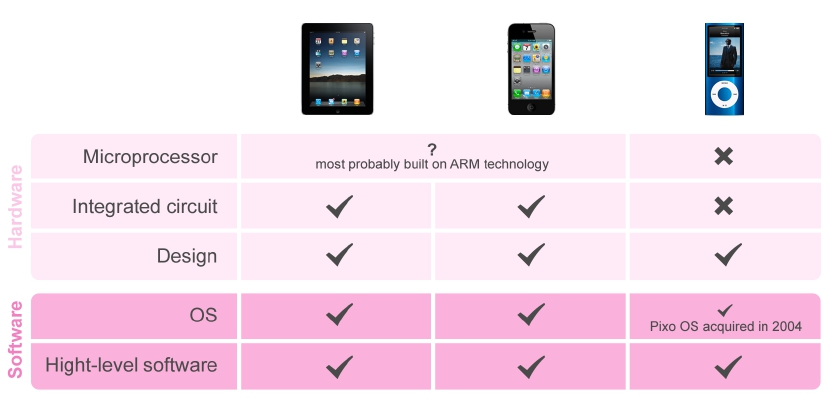 Hardware
Microprocessor
?
most probably built on ARM technology
Integrated circuit
Design
Software
OS
Pixo OS acquired in 2004
Hight-level software